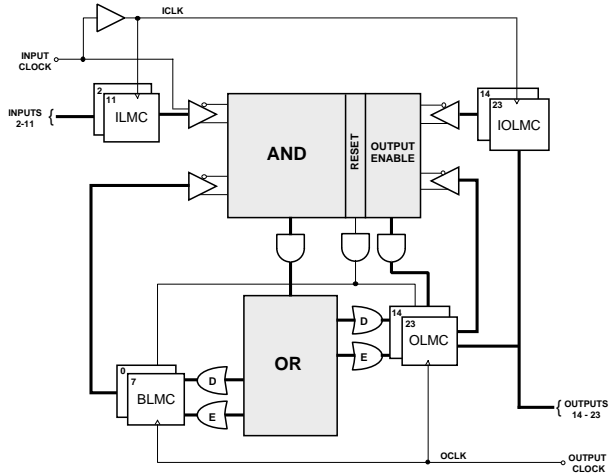 ICLK
INPUT
CLOCK
2
11
ILMC
INPUTS
2-11
AND
RESET
OUTPUT
ENABLE
14
23
IOLMC
OR
D
E
14
23
OLMC
0
7
BLMC
D
E
OUTPUTS
14 - 23
OCLK
OUTPUT
CLOCK